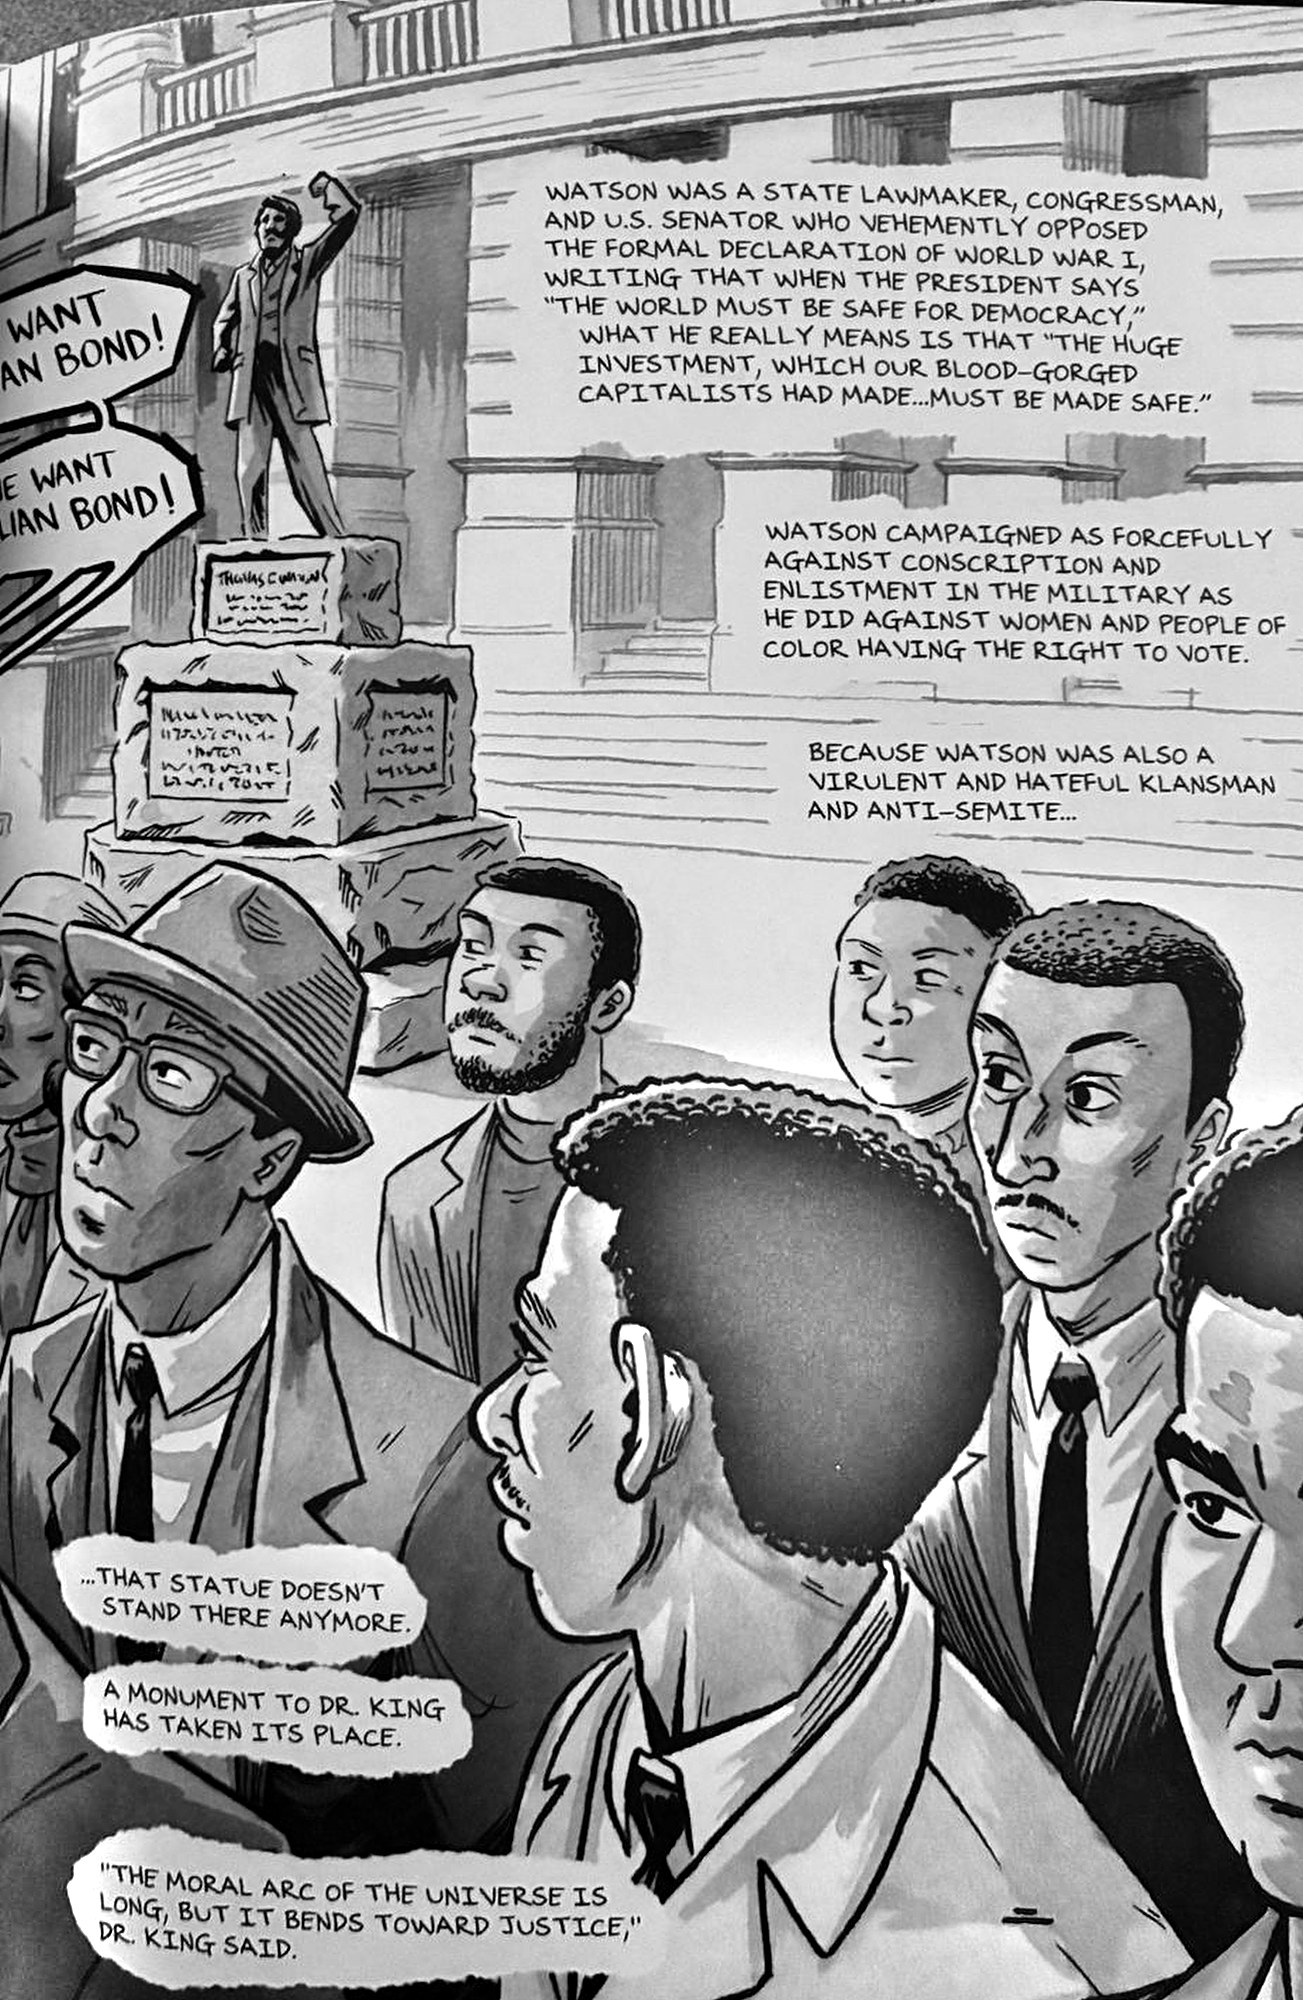 WATSON WAS A STATE LAWMAKER, CONGRESSMAN,
AND U.S. SENATOR WHO VEHEMENTLY OPPOSED
THE FORMAL DECLARATION OF WORLD WAR I,
WRITING THAT WHEN THE PRESIDENT SAYS
"THE WORLD MUST BE SAFE FOR DEMOCRACY,"
WHAT HE REALLY MEANS IS THAT "THE HUGE
INVESTMENT, WHICH OUR BLOOD-GORGED
CAPITALISTS HAD MADE...MUST BE MADE SAFE."
WANT
AN BOND!
E WANT
LIAN BOND!
WATSON CAMPAIGNED AS FORCEFULLY
AGAINST CONSCRIPTION AND
ENLISTMENT IN THE MILITARY AS
HE DID AGAINST WOMEN AND PEOPLE OF
COLOR HAVING THE RIGHT TO VOTE.
THOMAS E WATSON
BECAUSE WATSON WAS ALSO A
VIRULENT AND HATEFUL KLANSMAN
AND ANTI-SEMITE...
...THAT STATUE DOESN'T
STAND THERE ANYMORE.
A MONUMENT TO DR. KING
HAS TAKEN ITS PLACE.
"THE MORAL ARC OF THE UNIVERSE IS
LONG, BUT IT BENDS TOWARD JUSTICE,"
DR. KING SAID.